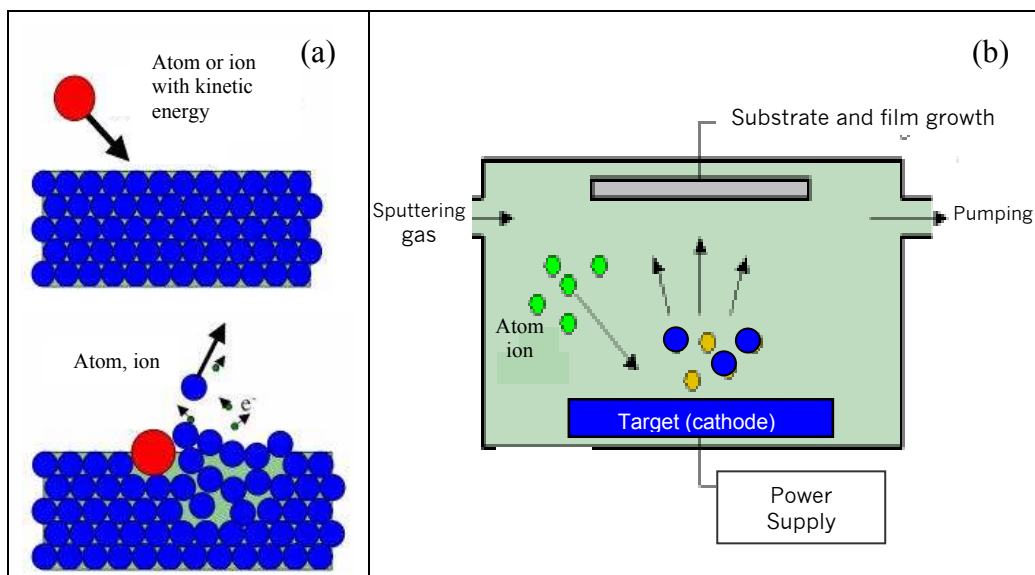 (a)
Atom or ion
with kinetic
energy
Atom, ion
e-
(b)
Substrate and film growth
Sputtering
gas
Pumping
Atom
ion
Target (cathode)
Power
Supply